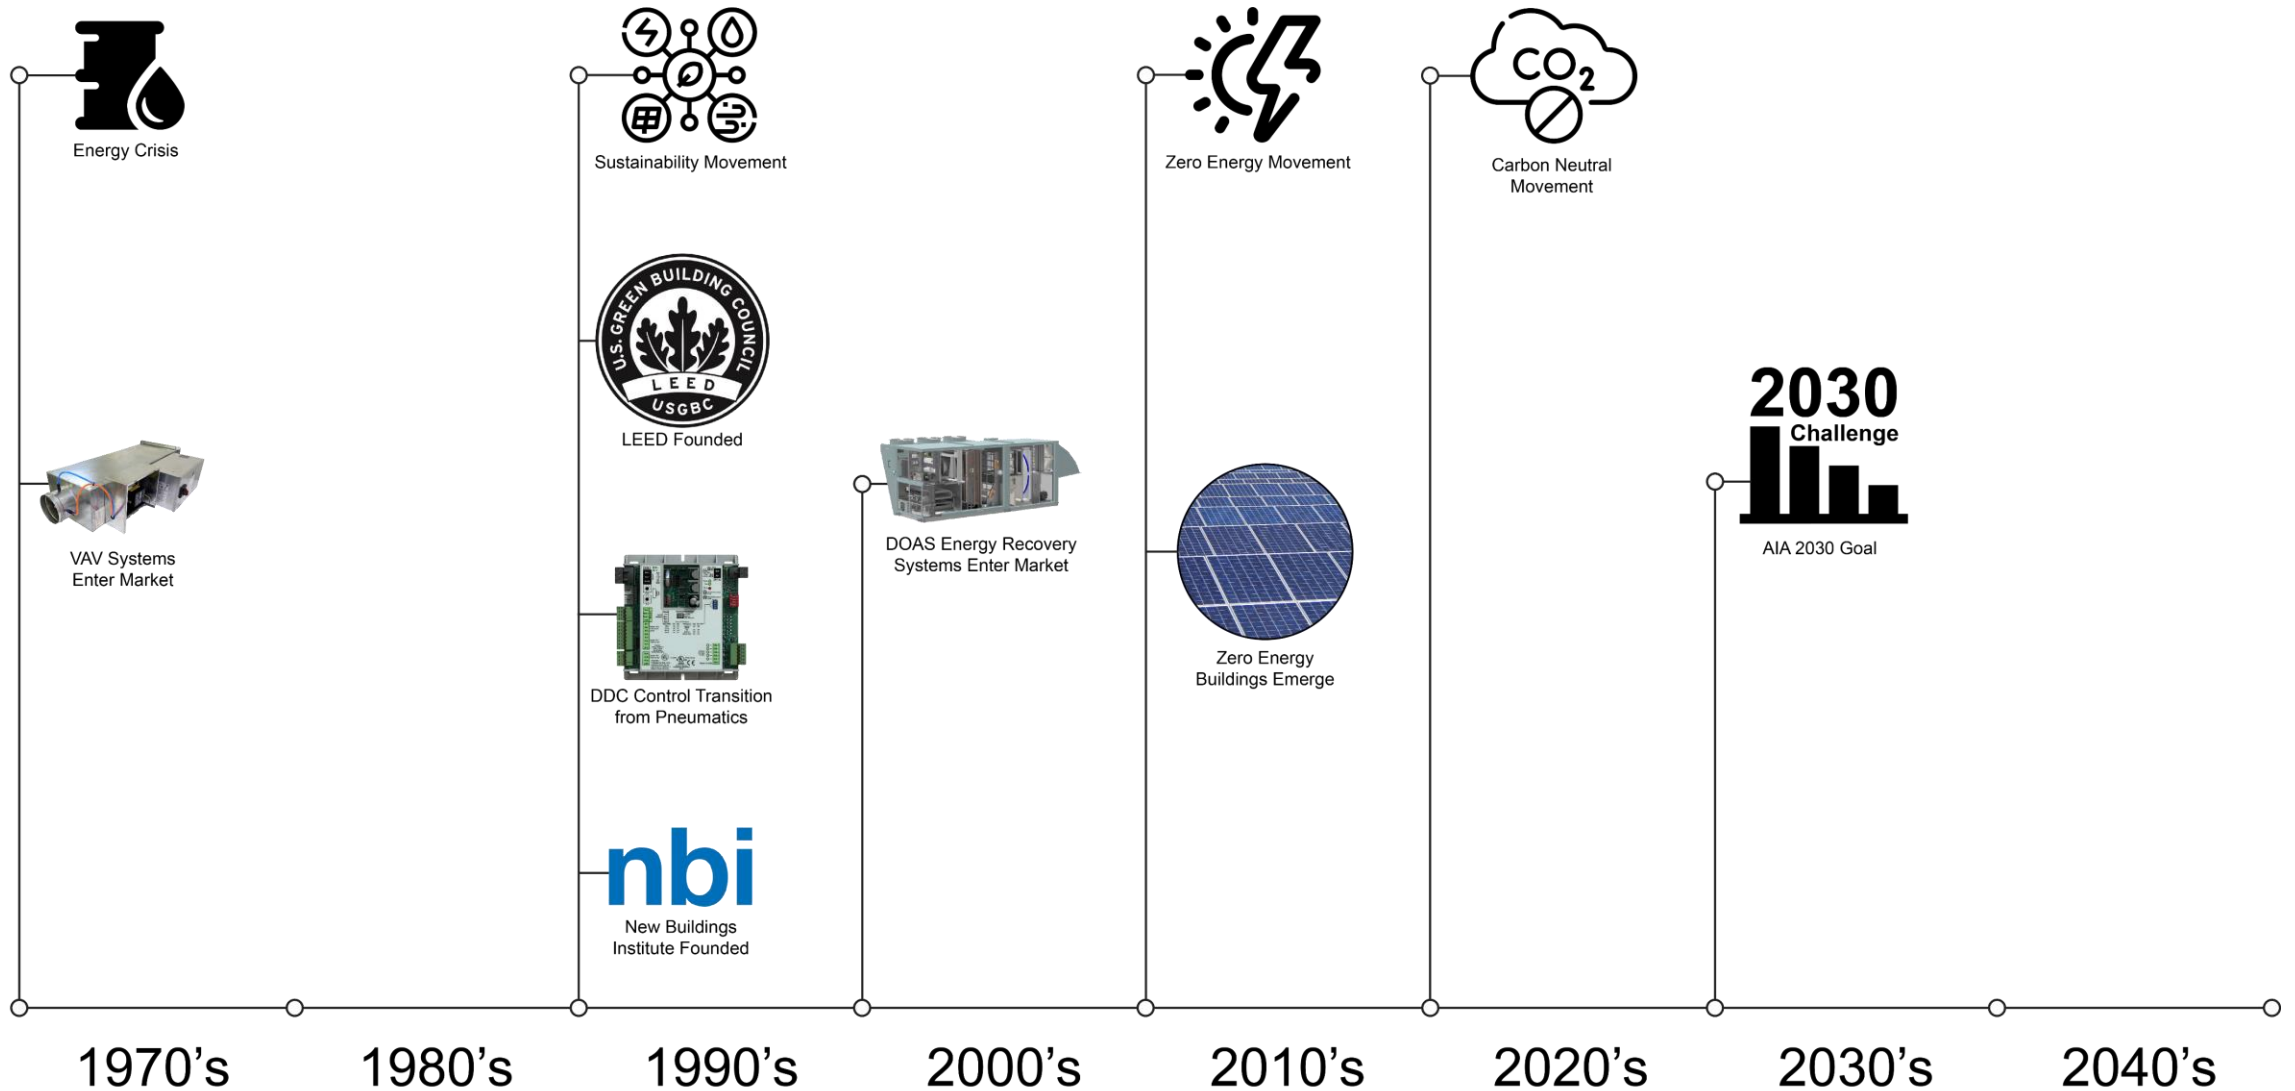 Energy Crisis
VAV Systems
Enter Market
Sustainability Movement
U.S. GREEN BUILDING COUNCIL
LEED
USGBC
LEED Founded
DDC Control Transition
from Pneumatics
nbi
New Buildings
Institute Founded
DOAS Energy Recovery
Systems Enter Market
Zero Energy Movement
Zero Energy
Buildings Emerge
CO2
Carbon Neutral
Movement
2030
Challenge
AIA 2030 Goal
1970’s
1980’s
1990’s
2000’s
2010’s
2020’s
2030’s
2040’s